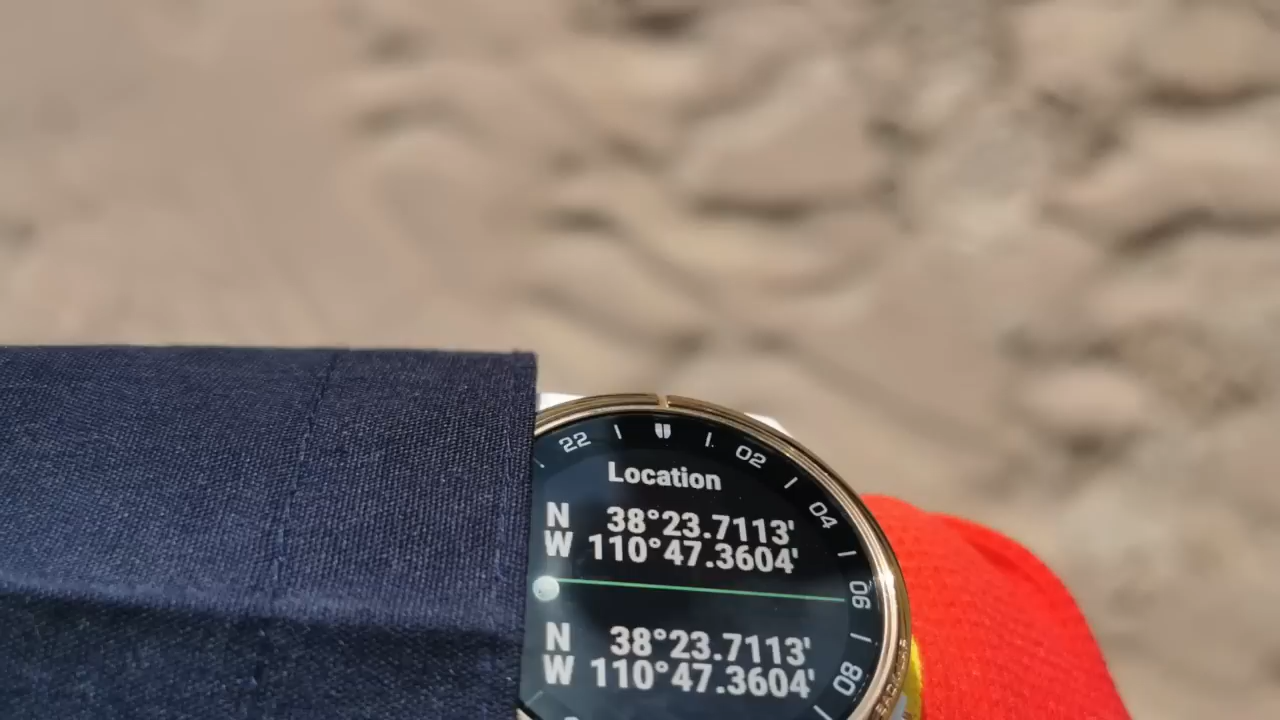 22
02
04
06
08
Location
N 38°23.7113'
W 110°47.3604'
N 38°23.7113'
W 110°47.3604'